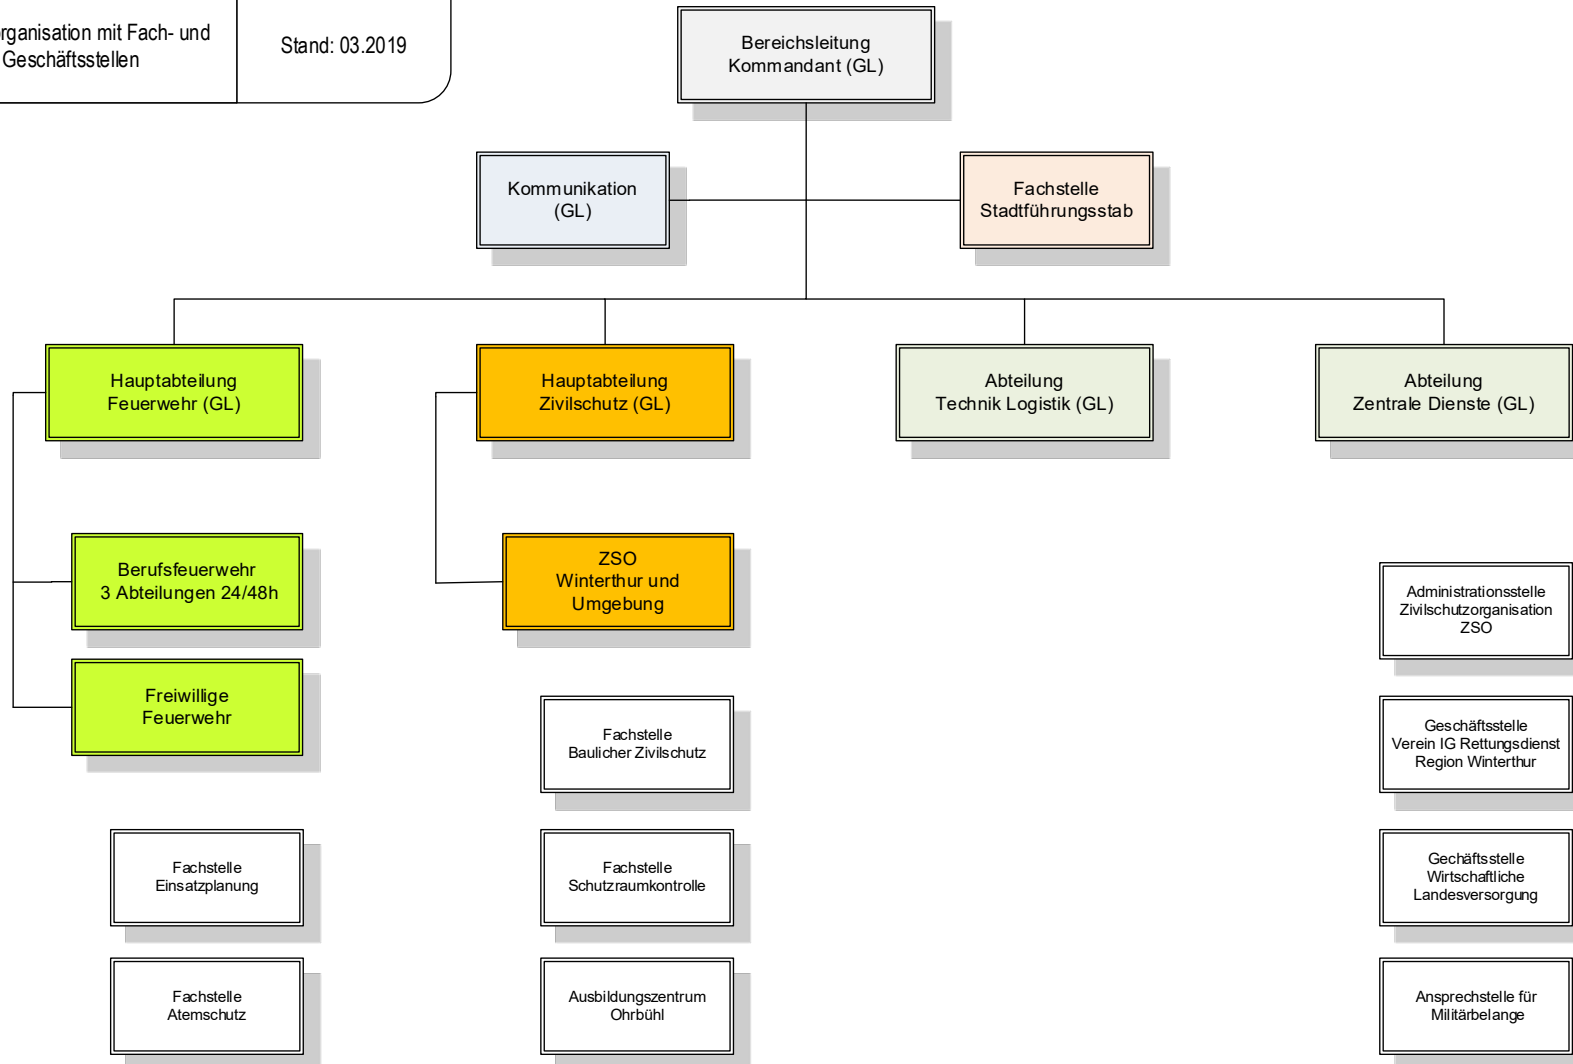 rganisation mit Fach- und
Geschäftsstellen
Stand: 03.2019
Bereichsleitung
Kommandant (GL)
Kommunikation
(GL)
Fachstelle
Stadtführungsstab
Hauptabteilung
Feuerwehr (GL)
Hauptabteilung
Zivilschutz (GL)
Abteilung
Technik Logistik (GL)
Abteilung
Zentrale Dienste (GL)
Berufsfeuerwehr
3 Abteilungen 24/48h
Freiwillige
Feuerwehr
Fachstelle
Einsatzplanung
Fachstelle
Atemschutz
ZSO
Winterthur und
Umgebung
Fachstelle
Baulicher Zivilschutz
Fachstelle
Schutzraumkontrolle
Ausbildungszentrum
Ohrbühl
Administrationsstelle
Zivilschutzorganisation
ZSO
Geschäftsstelle
Verein IG Rettungsdienst
Region Winterthur
Gechäftsstelle
Wirtschaftliche
Landesversorgung
Ansprechstelle für
Militärbelange